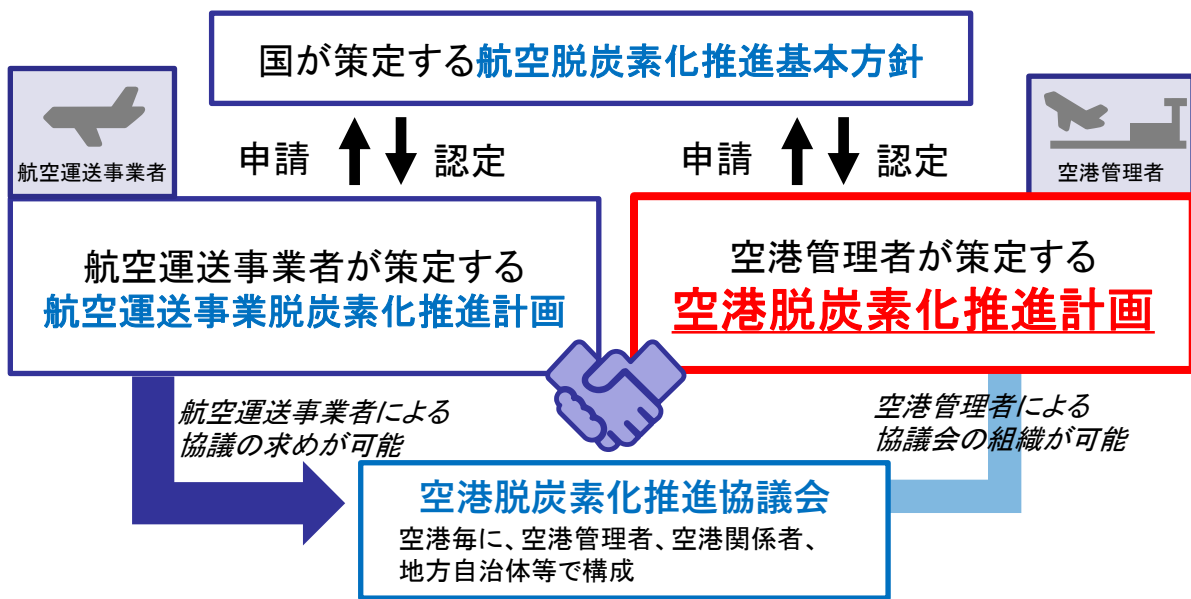 国が策定する航空脱炭素化推進基本方針
航空運送事業者
空港管理者
申請
認定
申請
認定
航空運送事業者が策定する
航空運送事業脱炭素化推進計画
空港管理者が策定する
空港脱炭素化推進計画
航空運送事業者による
協議の求めが可能
空港管理者による
協議会の組織が可能
空港脱炭素化推進協議会
空港毎に、空港管理者、空港関係者、
地方自治体等で構成